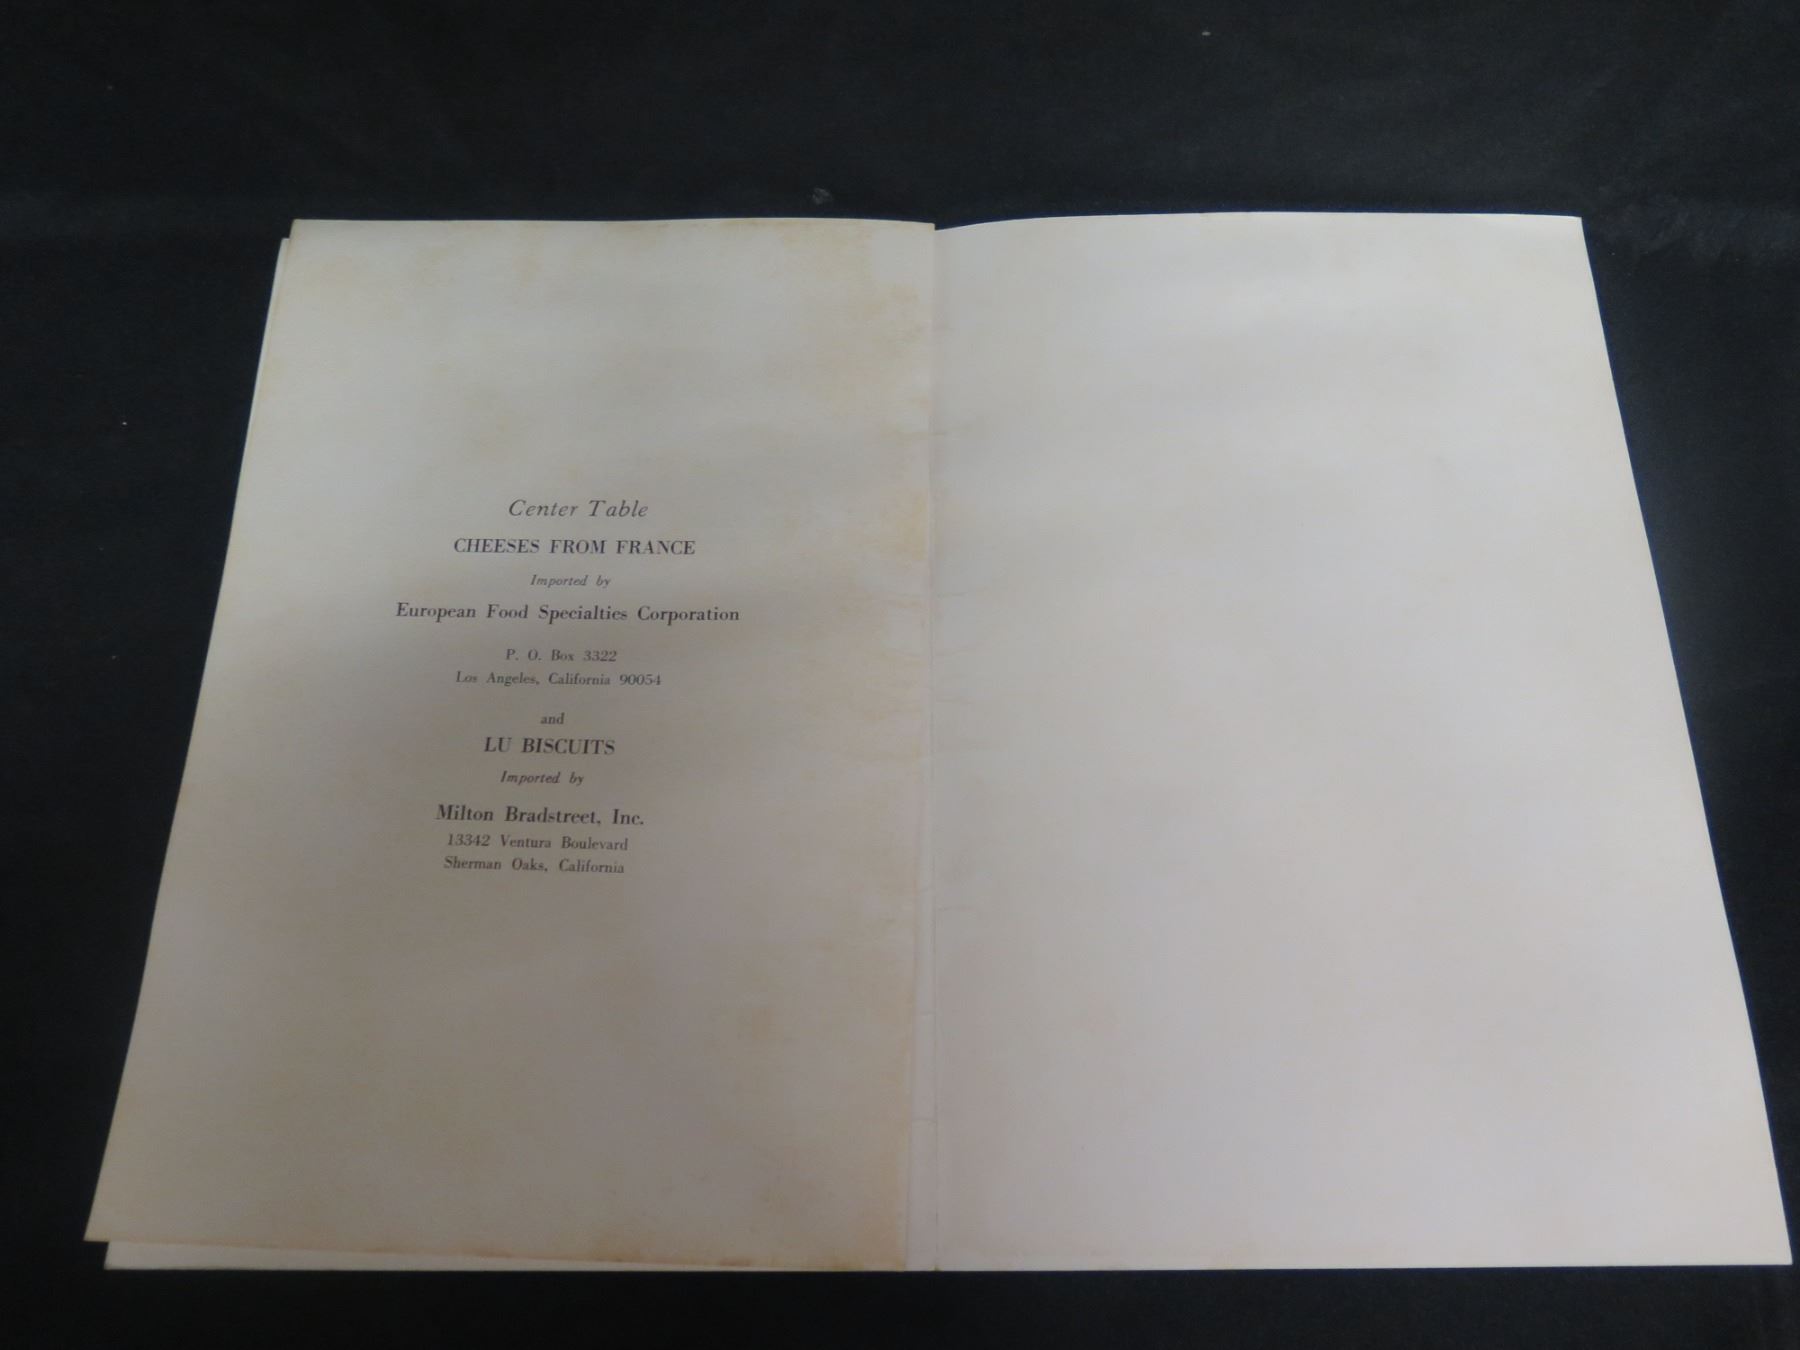 Center Table
CHEESES FROM FRANCE
Imported by
European Food Specialties Corporation
P. O. Box 3322
Los Angeles, California 90054
and
LU BISCUITS
Imported by
Milton Bradstreet, Inc.
13342 Ventura Boulevard
Sherman Oaks, California